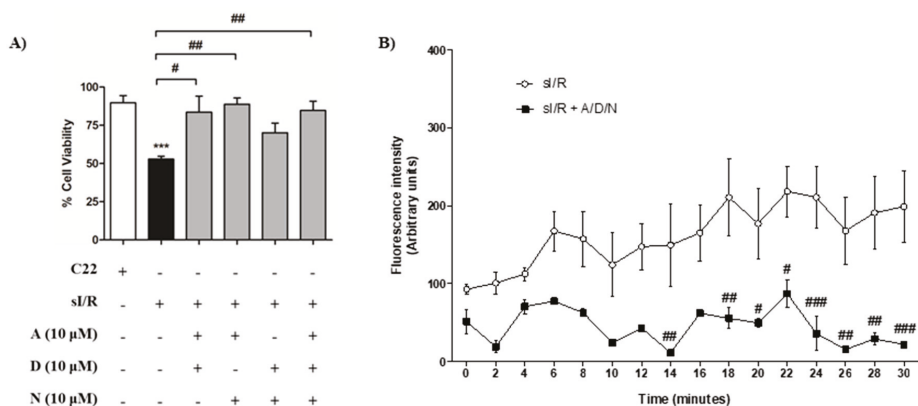 A)
##
##
#
***
% Cell Viability
100
75
50
25
0
C22 + - - - - -
sI/R - + + + + +
A (10 μM) - - + + - +
D (10 μM) - - + - + +
N (10 μM) - - - + + +
B)
400
300
200
100
0
Fluorescence intensity
(Arbitrary units)
sI/R
sI/R + A/D/N
## ## # # ### ## ## ###
0 2 4 6 8 10 12 14 16 18 20 22 24 26 28 30
Time (minutes)